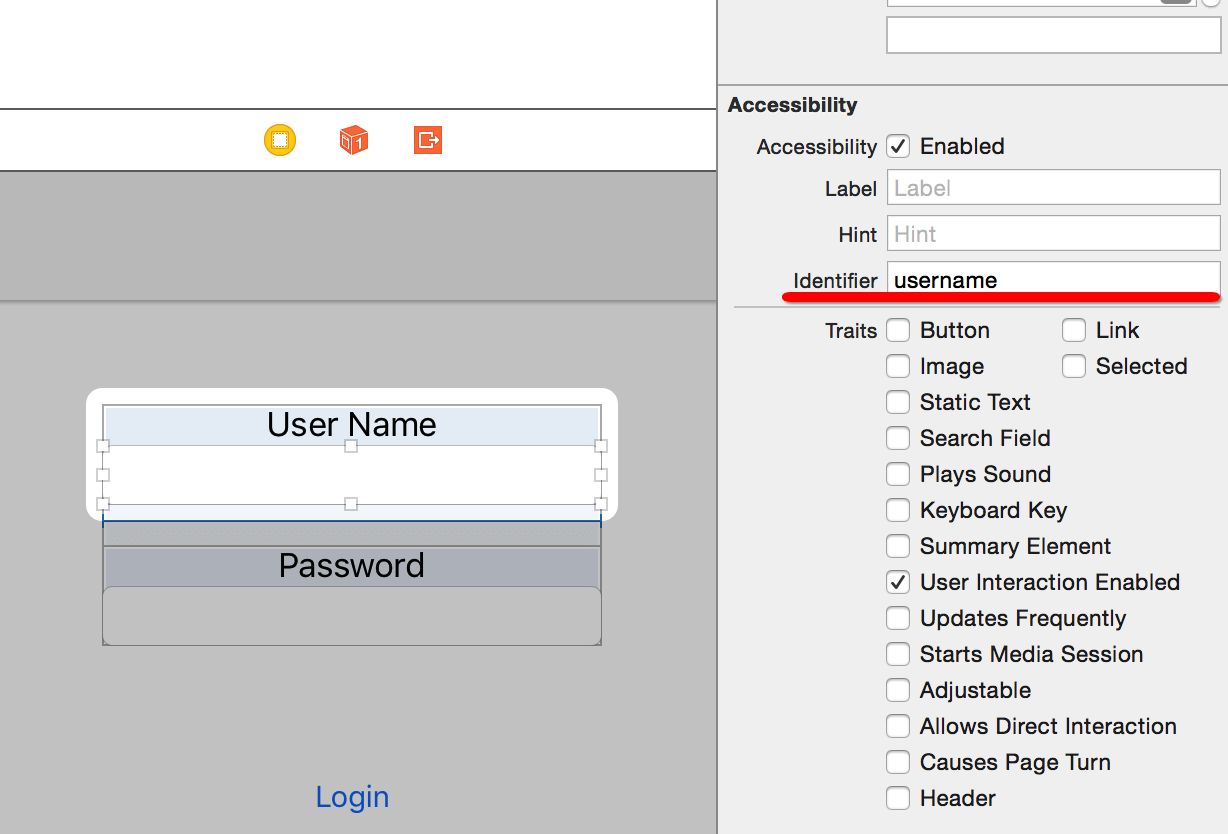 Accessibility
Accessibility Enabled
Label Label
Hint Hint
Identifier username
Traits Button Link
Image Selected
Static Text
Search Field
Plays Sound
Keyboard Key
Summary Element
User Interaction Enabled
Updates Frequently
Starts Media Session
Adjustable
Allows Direct Interaction
Causes Page Turn
Header
User Name
Password
Login
1